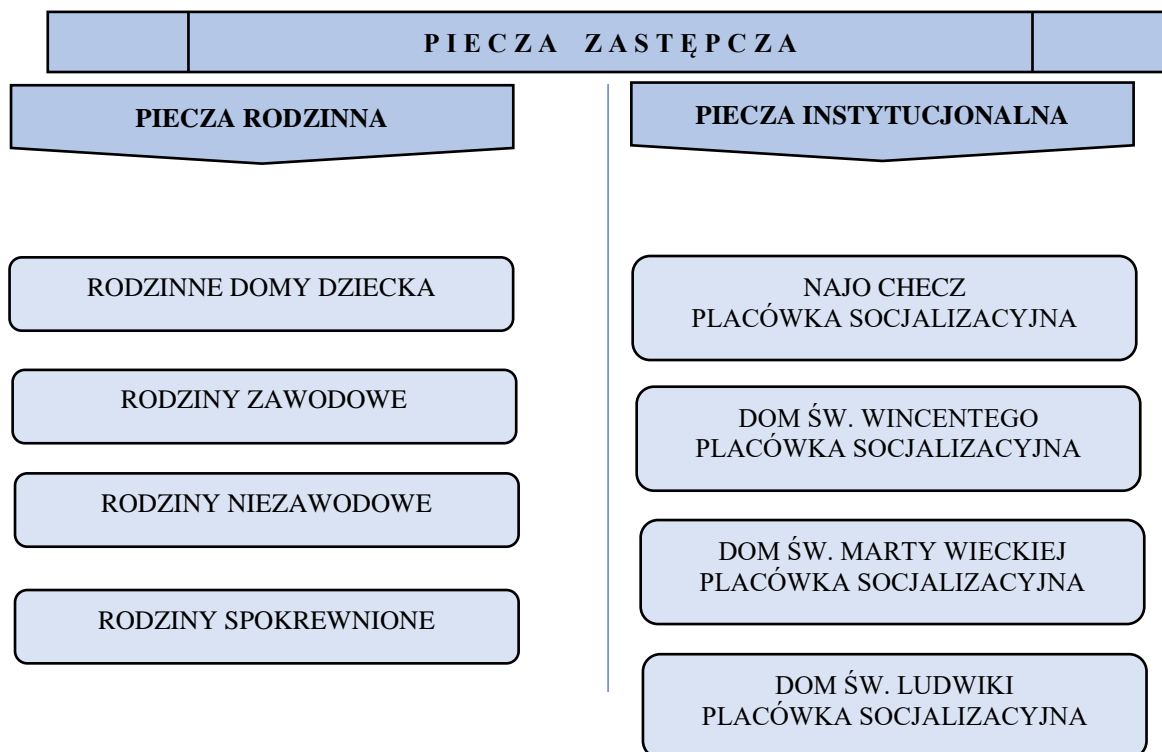 PIECZA ZASTĘPCZA
PIECZA RODZINNA
RODZINNE DOMY DZIECKA
RODZINY ZAWODOWE
RODZINY NIEZAWODOWE
RODZINY SPOKREWNIONE
PIECZA INSTYTUCJONALNA
NAJO CHECZ
PLACÓWKA SOCJALIZACYJNA
DOM ŚW. WINCENTEGO
PLACÓWKA SOCJALIZACYJNA
DOM ŚW. MARTY WIECKIEJ
PLACÓWKA SOCJALIZACYJNA
DOM ŚW. LUDWIKI
PLACÓWKA SOCJALIZACYJNA